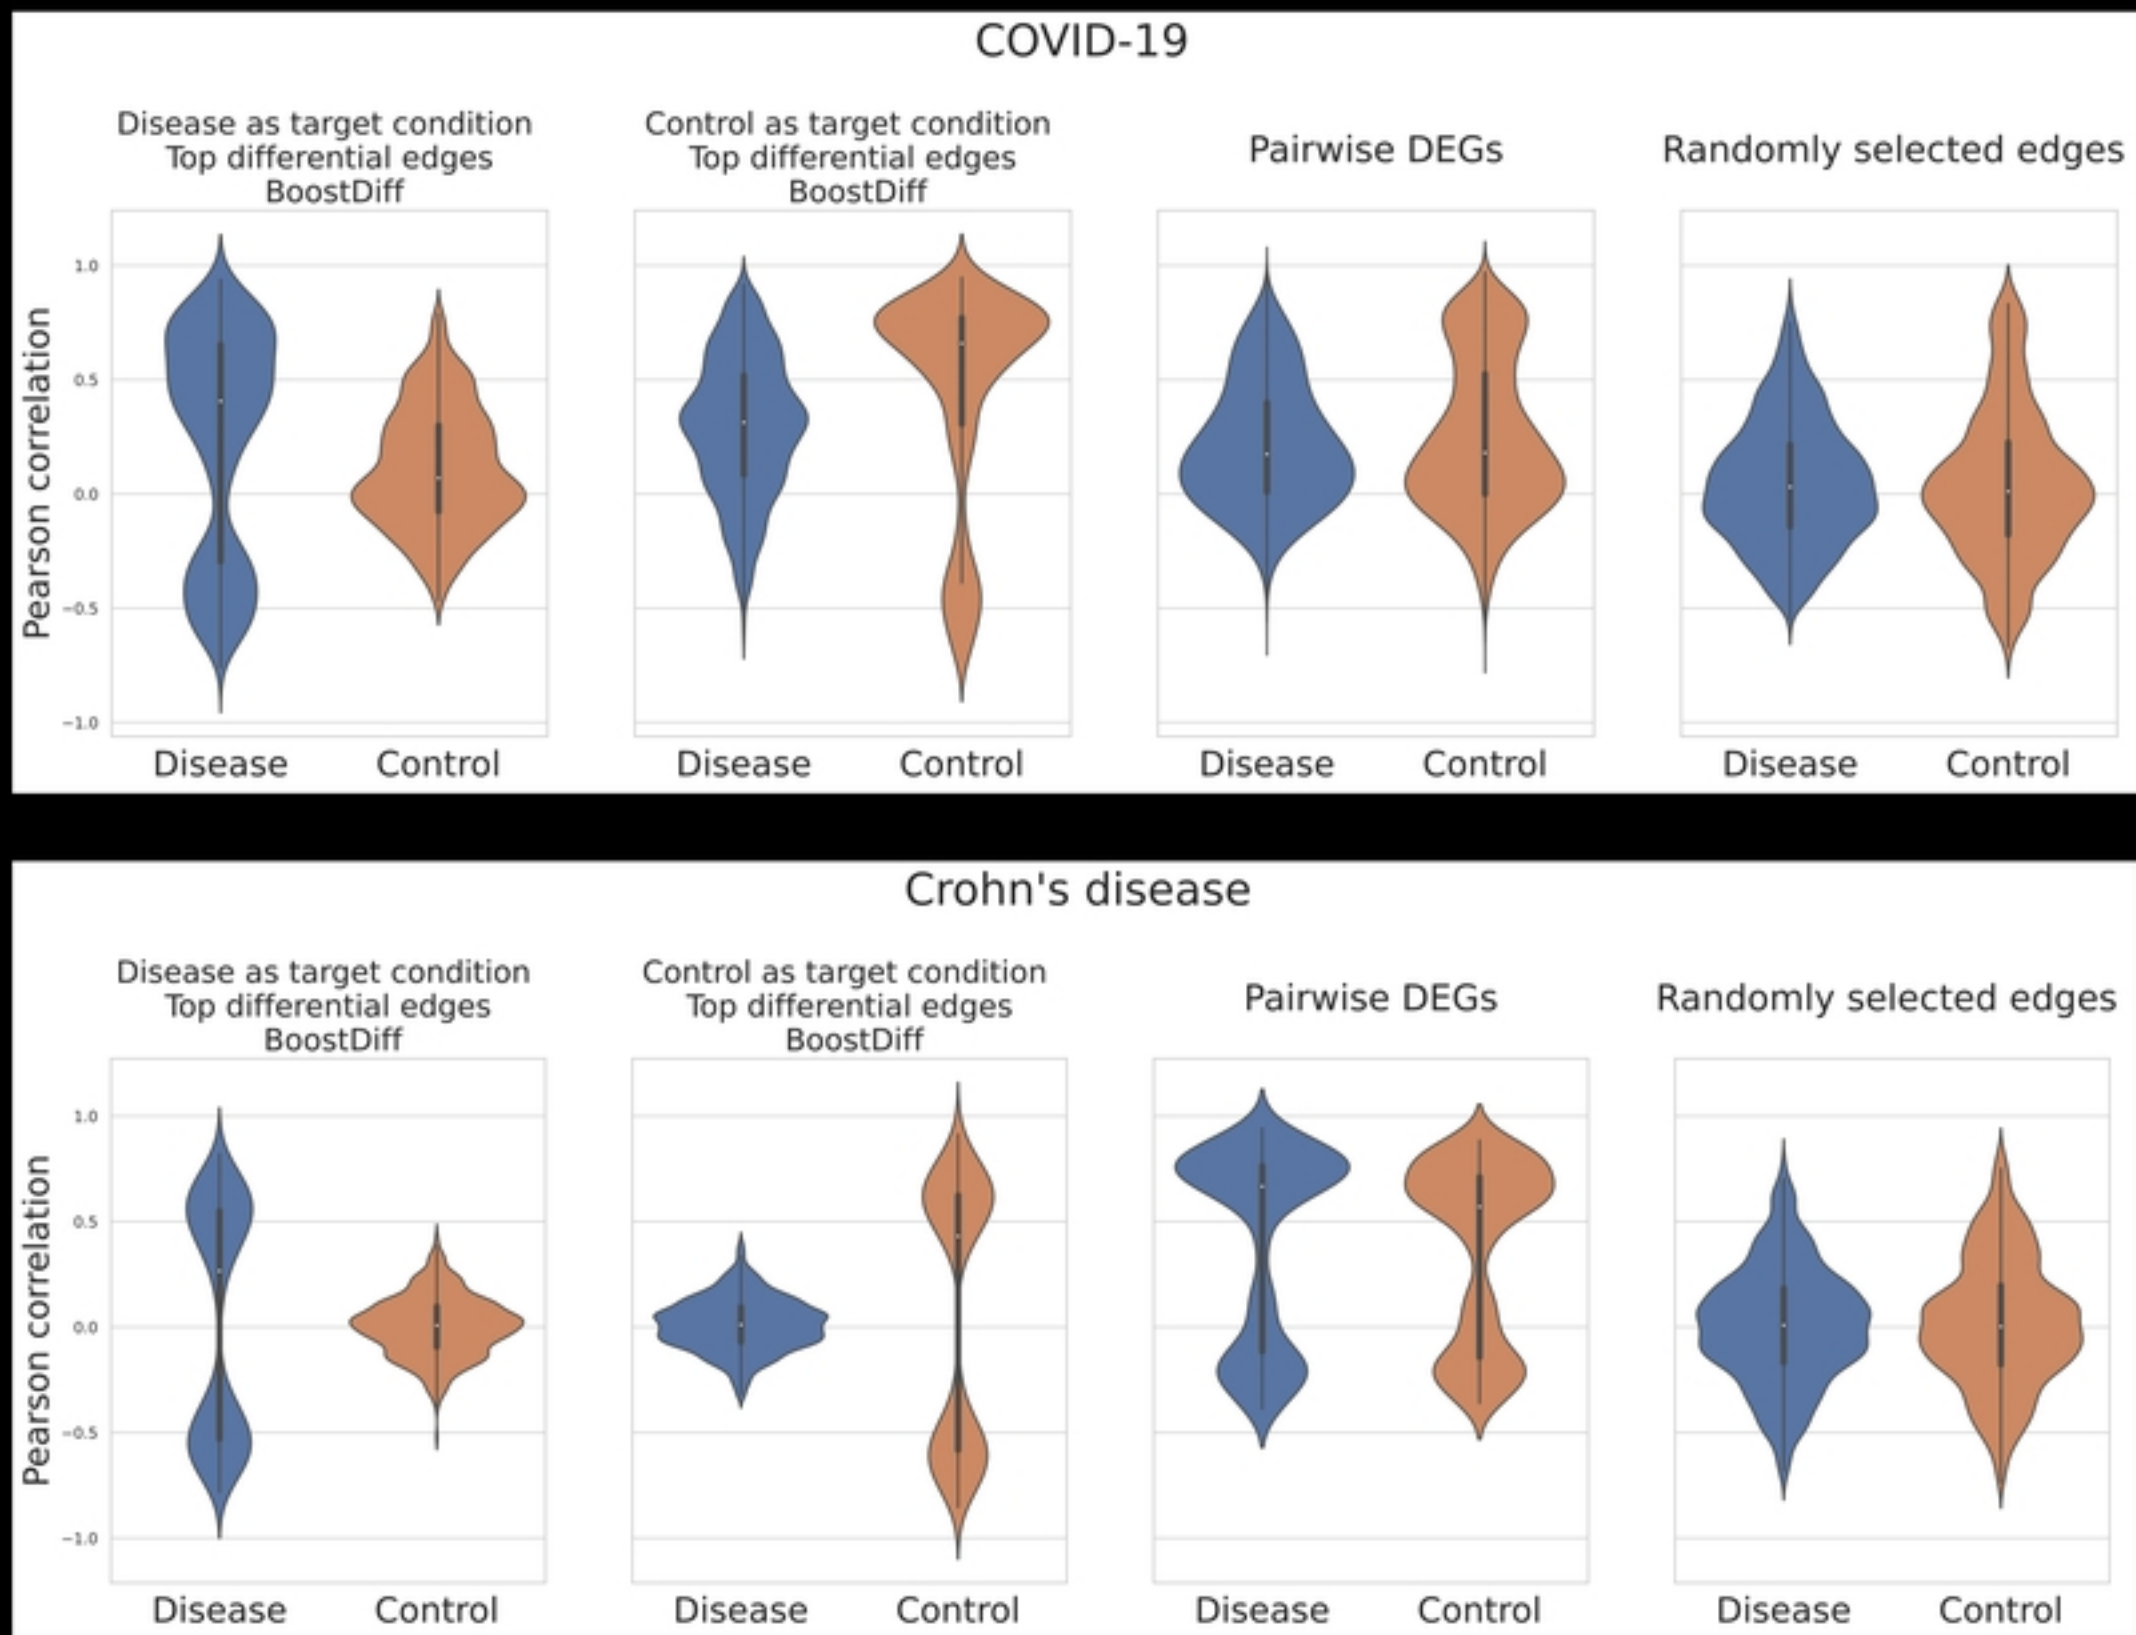 COVID-19
Disease as target condition
Top differential edges
BoostDiff
Control as target condition
Top differential edges
BoostDiff
Pairwise DEGs
Randomly selected edges
Pearson correlation
1.0
0.5
0.0
−0.5
−1.0
Disease
Control
Disease
Control
Disease
Control
Disease
Control
Crohn's disease
Disease as target condition
Top differential edges
BoostDiff
Control as target condition
Top differential edges
BoostDiff
Pairwise DEGs
Randomly selected edges
Pearson correlation
1.0
0.5
0.0
−0.5
−1.0
Disease
Control
Disease
Control
Disease
Control
Disease
Control